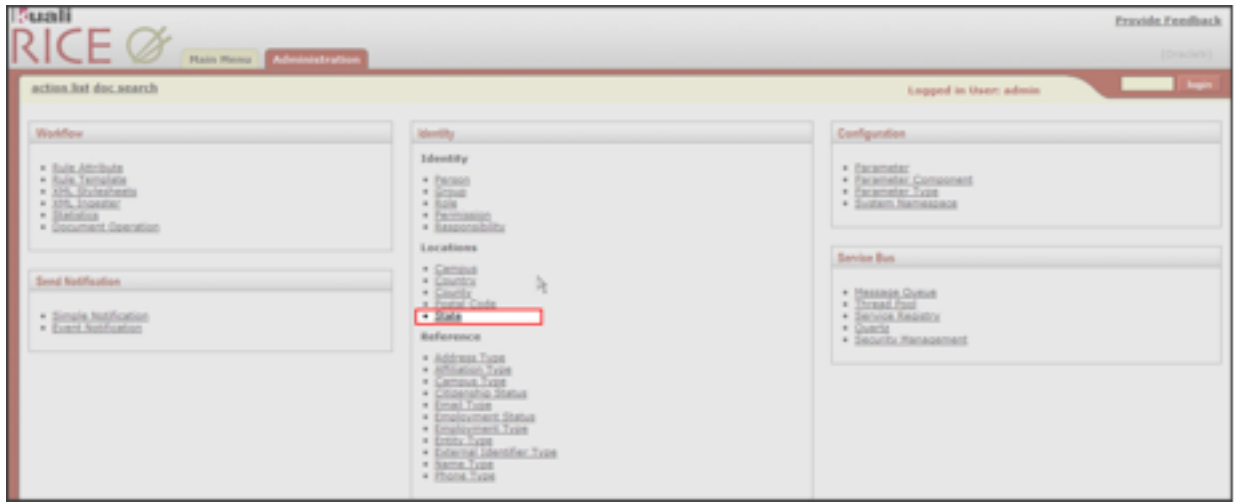 Kuali
RICE
Provide Feedback
Main Menu
Administration
action list doc search
Logged in User: admin
login
Workflow
Rule Attribute
Rule Template
XML Stylesheets
XML Ingester
Statistics
Document Operation
Send Notification
Simple Notification
Event Notification
Identity
Identity
Person
Group
Role
Permission
Responsibility
Locations
Campus
Country
County
Postal Code
State
Reference
Address Type
Affiliation Type
Campus Type
Citizenship Status
Email Type
Employment Status
Employment Type
Entity Type
External Identifier Type
Name Type
Phone Type
Configuration
Parameter
Parameter Component
Parameter Type
System Namespace
Service Bus
Message Queue
Thread Pool
Service Registry
Quartz
Security Management